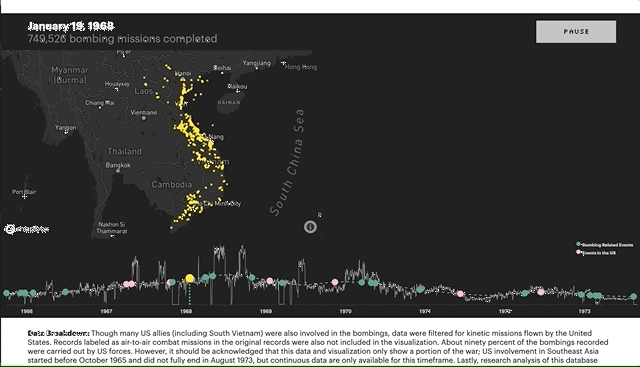 January 19, 1968
749,526 bombing missions completed
PAUSE
Myanmar
[Burma]
Hanoi
Beihai
Yangjiang
Hong Kong
Houayxay
Laos
Haikou
Chiang Mai
HAINAN
Vientiane
Yangon
Nang
Thailand
Bangkok
South China Sea
Cambodia
Port Blair
Chi Minh City
Nakhon Si
Thammarat
Bombing Related Events
Events in the US
1966 1967 1968 1969 1970 1974 1972 1973
Data Breakdown: Though many US allies (including South Vietnam) were also involved in the bombings, data were filtered for kinetic missions flown by the United
States. Records labeled as air-to-air combat missions in the original records were also not included in the visualization. About ninety percent of the bombings recorded
were carried out by US forces. However, it should be acknowledged that this data and visualization only show a portion of the war; US involvement in Southeast Asia
started before October 1965 and did not fully end in August 1973, but continuous data are only available for this timeframe. Lastly, research analysis of this data